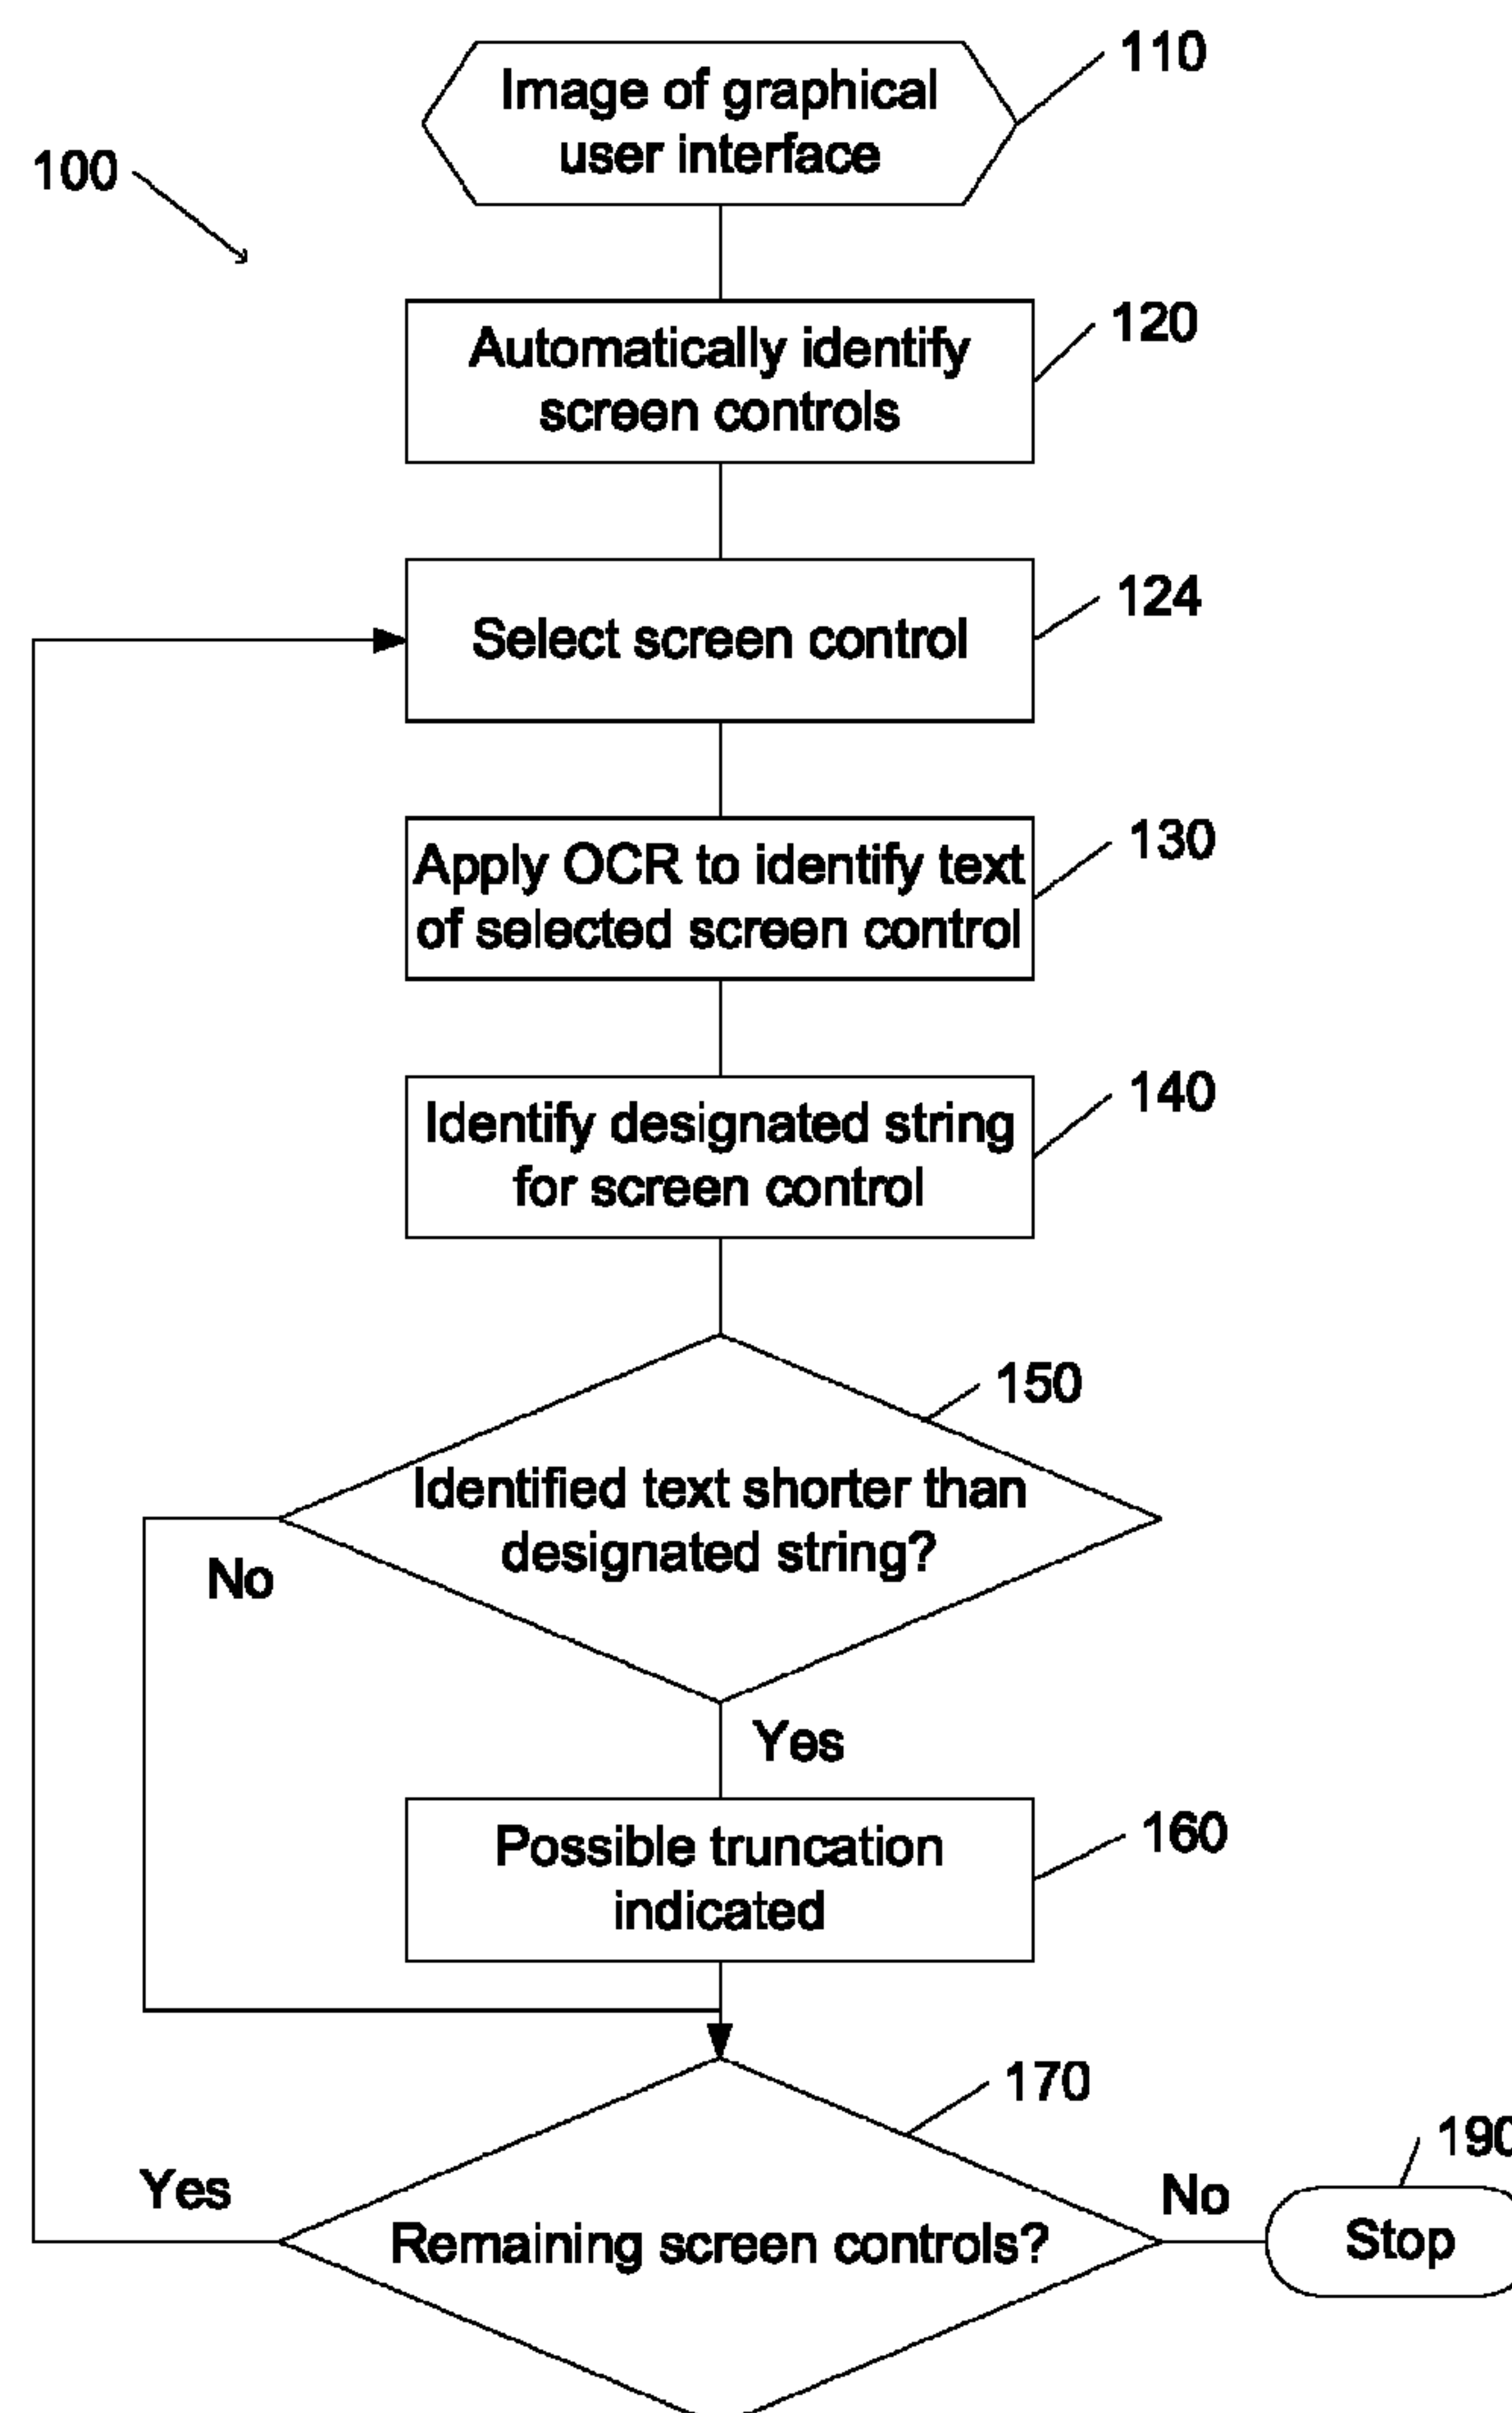 110
Image of graphical
user interface
100
120
Automatically identify
screen controls
124
Select screen control
130
Apply OCR to identify text
of selected screen control
140
Identify designated string
for screen control
150
Identified text shorter than
designated string?
No
Yes
160
Possible truncation
indicated
170
190
Yes
No
Remaining screen controls?
Stop